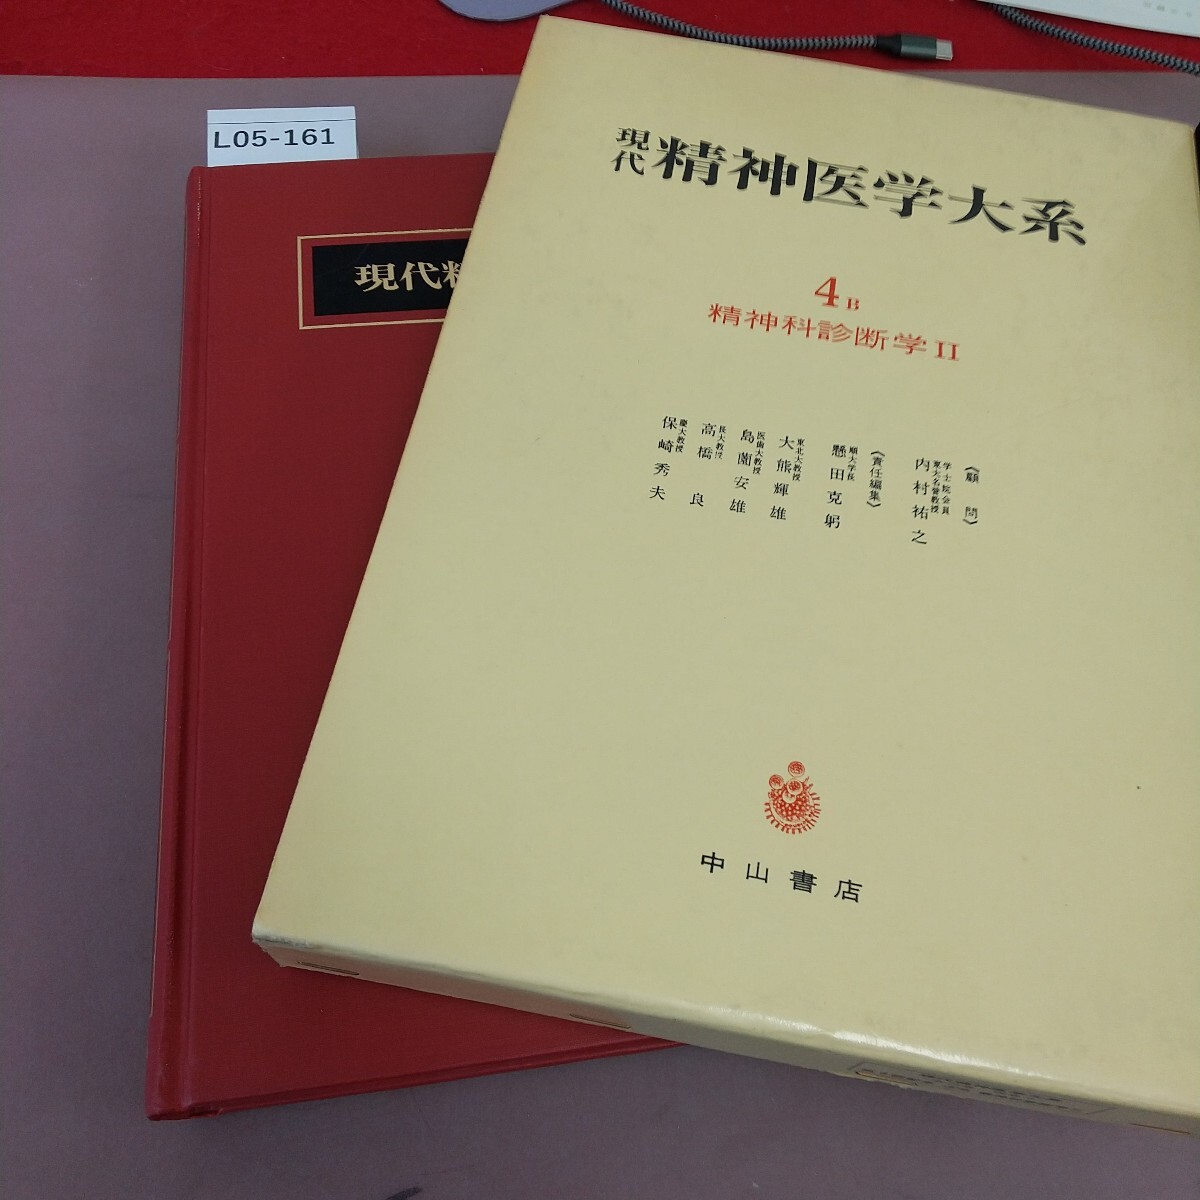 L05-161
現代精
現代 精神医学大系
4B
精神科診断学II
《顧問》
学士院会員
東大名誉教授
内村祐之
《責任編集》
順大学長
懸田克躬
東北大教授
大熊輝雄
医歯大教授
島薗安雄
長大教授
高橋良
慶大教授
保崎秀夫
中山書店